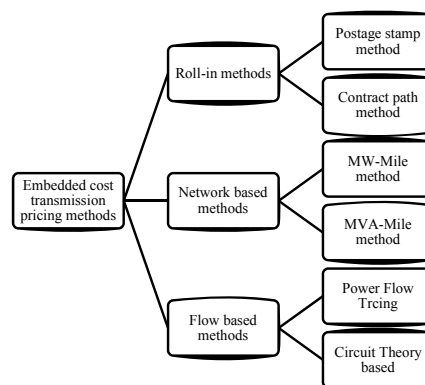 Postage stamp
method
Roll-in methods
Contract path
method
Embedded cost
transmission
pricing methods
Network based
methods
MW-Mile
method
MVA-Mile
method
Flow based
methods
Power Flow
Trcing
Circuit Theory
based